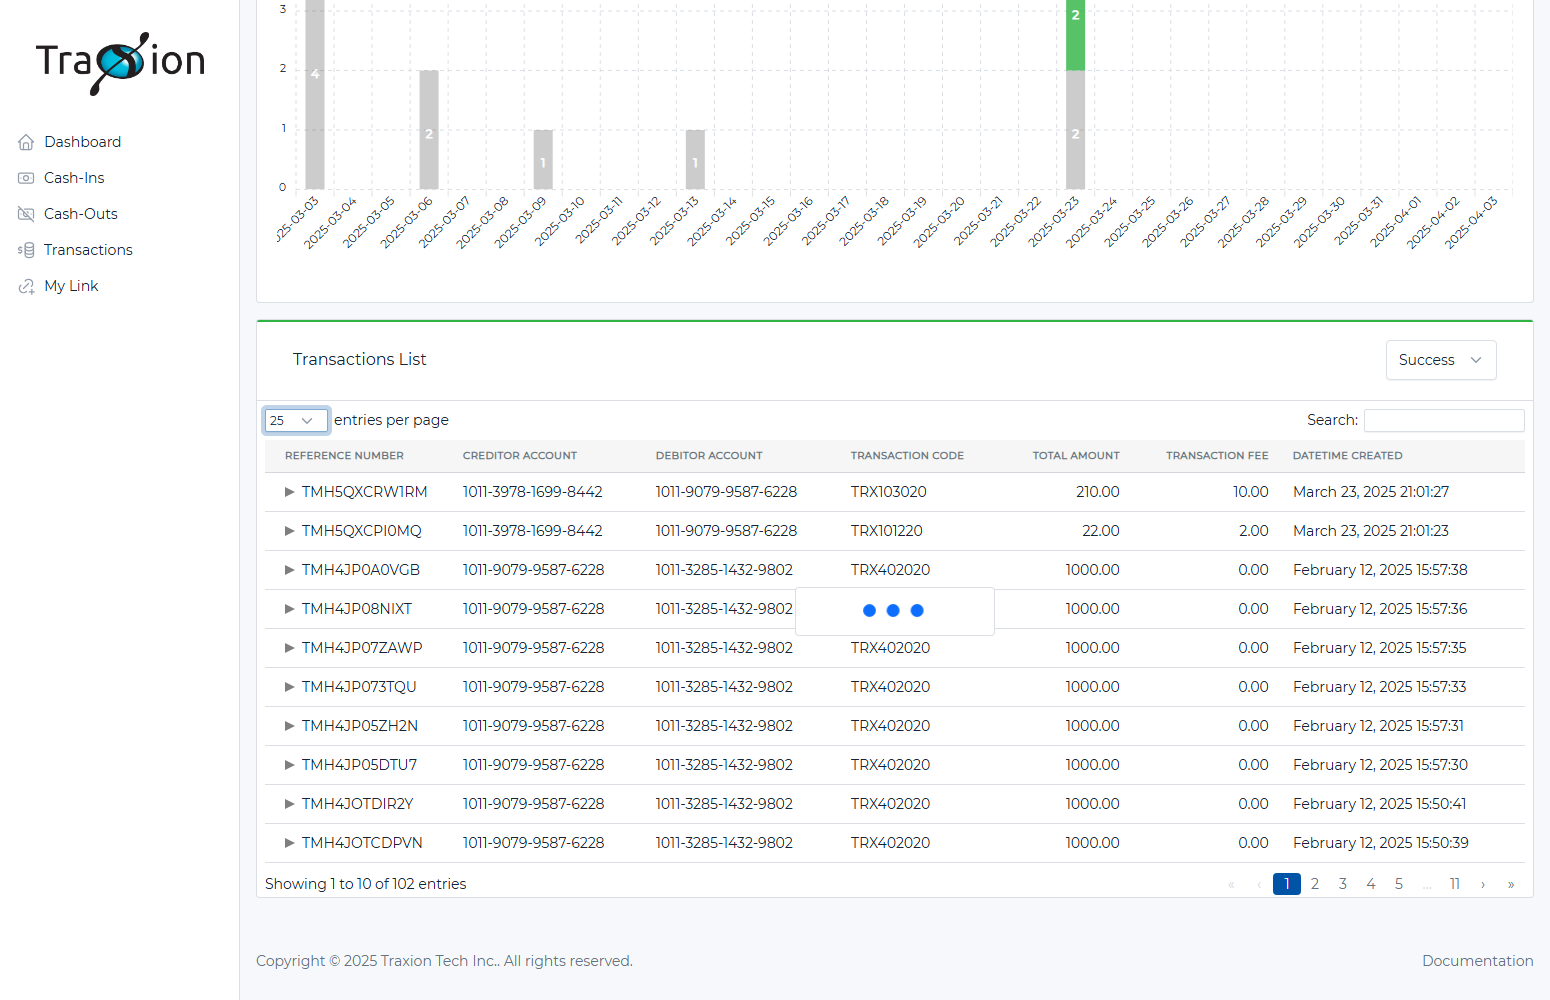 Traxion
Dashboard
Cash-Ins
Cash-Outs
Transactions
My Link
3
2
1
0
4
2
1
1
2
2
2025-03-04
2025-03-05
2025-03-06
2025-03-07
2025-03-08
2025-03-09
2025-03-10
2025-03-11
2025-03-12
2025-03-13
2025-03-14
2025-03-15
2025-03-16
2025-03-17
2025-03-18
2025-03-19
2025-03-20
2025-03-21
2025-03-22
2025-03-23
2025-03-24
2025-03-25
2025-03-26
2025-03-27
2025-03-28
2025-03-29
2025-03-30
2025-03-31
2025-04-01
2025-04-02
2025-04-03
Transactions List
Success
25 entries per page
Search:
REFERENCE NUMBER CREDITOR ACCOUNT DEBITOR ACCOUNT TRANSACTION CODE TOTAL AMOUNT TRANSACTION FEE DATETIME CREATED
TMH5QXCRW1RM 1011-3978-1699-8442 1011-9079-9587-6228 TRX103020 210.00 10.00 March 23, 2025 21:01:27
TMH5QXCPI0MQ 1011-3978-1699-8442 1011-9079-9587-6228 TRX101220 22.00 2.00 March 23, 2025 21:01:23
TMH4JP0A0VGB 1011-9079-9587-6228 1011-3285-1432-9802 TRX402020 1000.00 0.00 February 12, 2025 15:57:38
TMH4JP08NIXT 1011-9079-9587-6228 1011-3285-1432-9802 1000.00 0.00 February 12, 2025 15:57:36
TMH4JP07ZAWP 1011-9079-9587-6228 1011-3285-1432-9802 TRX402020 1000.00 0.00 February 12, 2025 15:57:35
TMH4JP073TQU 1011-9079-9587-6228 1011-3285-1432-9802 TRX402020 1000.00 0.00 February 12, 2025 15:57:33
TMH4JP05ZH2N 1011-9079-9587-6228 1011-3285-1432-9802 TRX402020 1000.00 0.00 February 12, 2025 15:57:31
TMH4JP05DTU7 1011-9079-9587-6228 1011-3285-1432-9802 TRX402020 1000.00 0.00 February 12, 2025 15:57:30
TMH4JOTDIR2Y 1011-9079-9587-6228 1011-3285-1432-9802 TRX402020 1000.00 0.00 February 12, 2025 15:50:41
TMH4JOTCDPVN 1011-9079-9587-6228 1011-3285-1432-9802 TRX402020 1000.00 0.00 February 12, 2025 15:50:39
Showing 1 to 10 of 102 entries
« ‹ 1 2 3 4 5 ... 11 › »
Copyright © 2025 Traxion Tech Inc.. All rights reserved.
Documentation